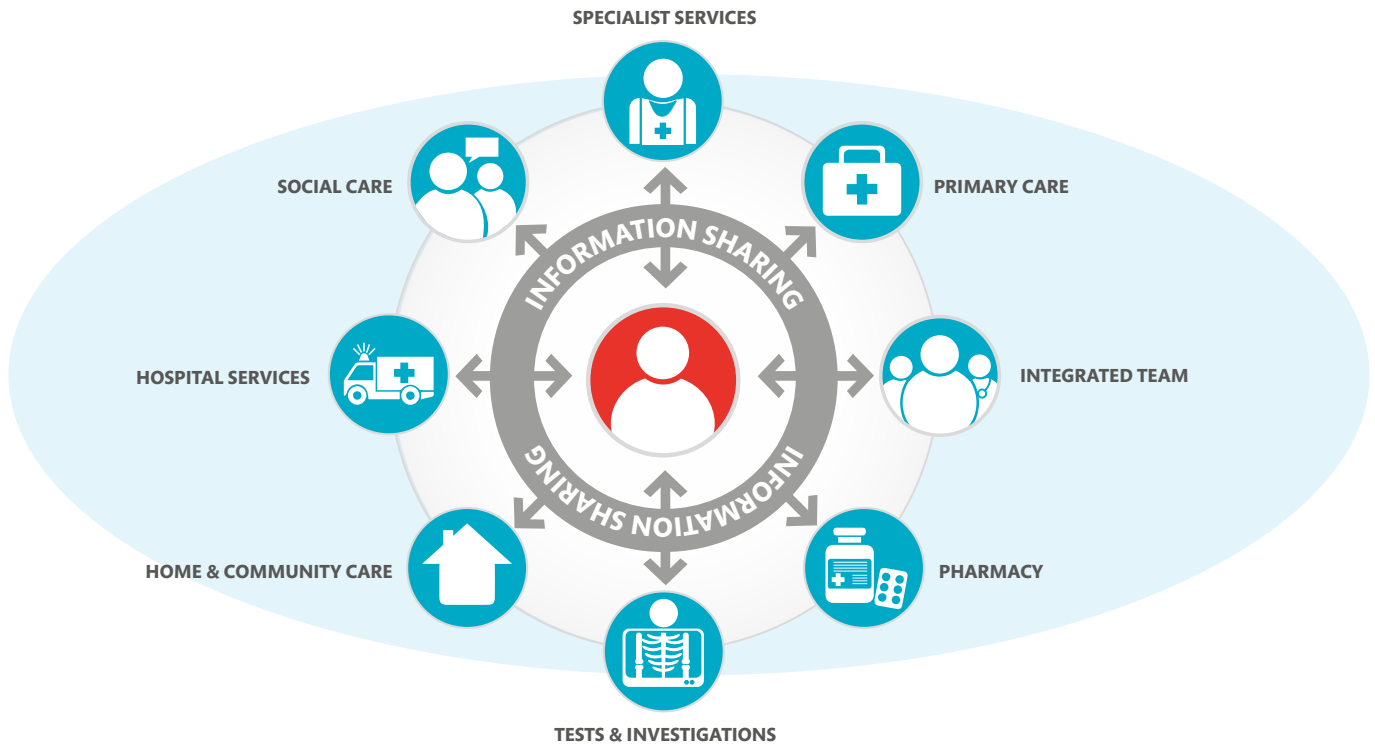 SPECIALIST SERVICES
SOCIAL CARE
PRIMARY CARE
INFORMATION SHARING
HOSPITAL SERVICES
INTEGRATED TEAM
INFORMATION SHARING
HOME & COMMUNITY CARE
PHARMACY
TESTS & INVESTIGATIONS